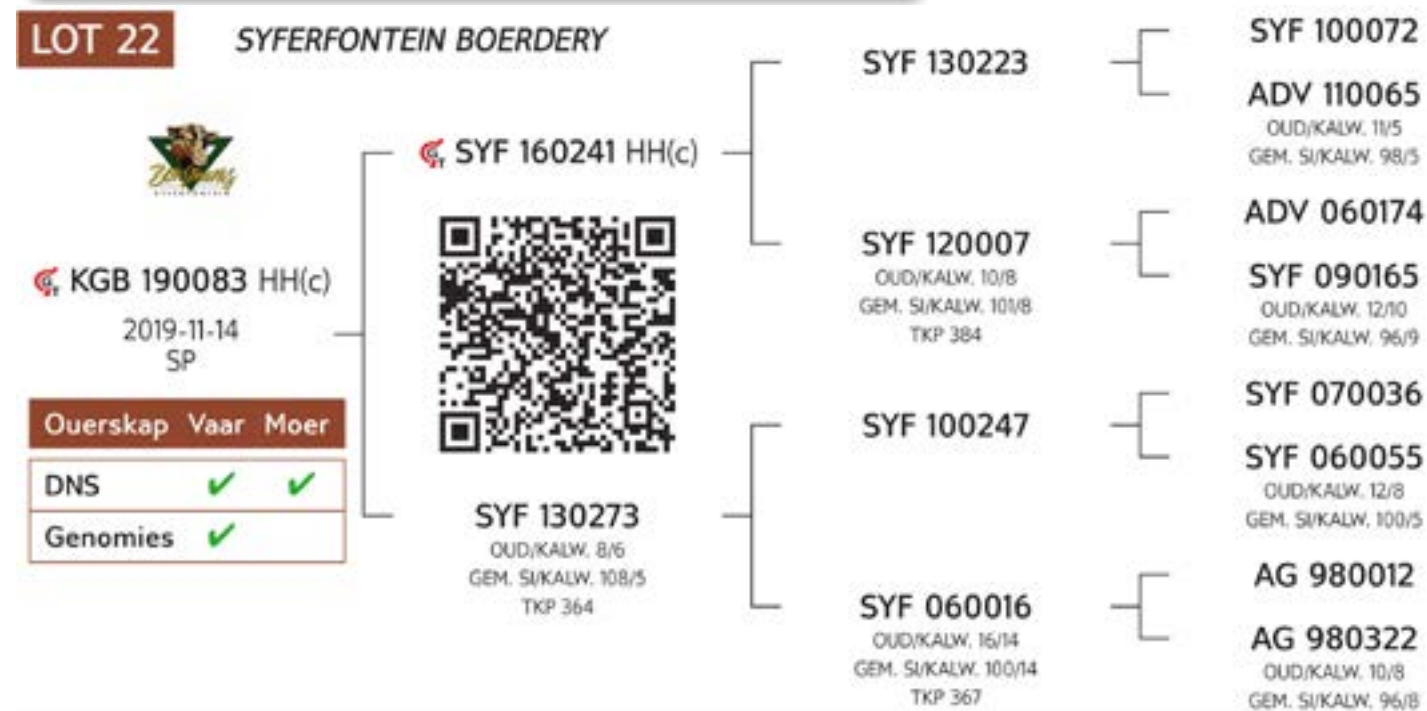 LOT 22
SYFERFONTEIN BOERDERY
KGB 190083 HH(c)
2019-11-14
SP
Ouerskap Vaar Moer
DNS ✔ ✔
Genomies ✔
SYF 160241 HH(c)
SYF 130273
OUD/KALW. 8/6
GEM. SI/KALW. 108/5
TKP 364
SYF 130223
SYF 120007
OUD/KALW. 10/8
GEM. SI/KALW. 101/8
TKP 384
SYF 100247
SYF 060016
OUD/KALW. 16/14
GEM. SI/KALW. 100/14
TKP 367
SYF 100072
ADV 110065
OUD/KALW. 11/5
GEM. SI/KALW. 98/5
ADV 060174
SYF 090165
OUD/KALW. 12/10
GEM. SI/KALW. 96/9
SYF 070036
SYF 060055
OUD/KALW. 12/8
GEM. SI/KALW. 100/5
AG 980012
AG 980322
OUD/KALW. 10/8
GEM. SI/KALW. 96/8